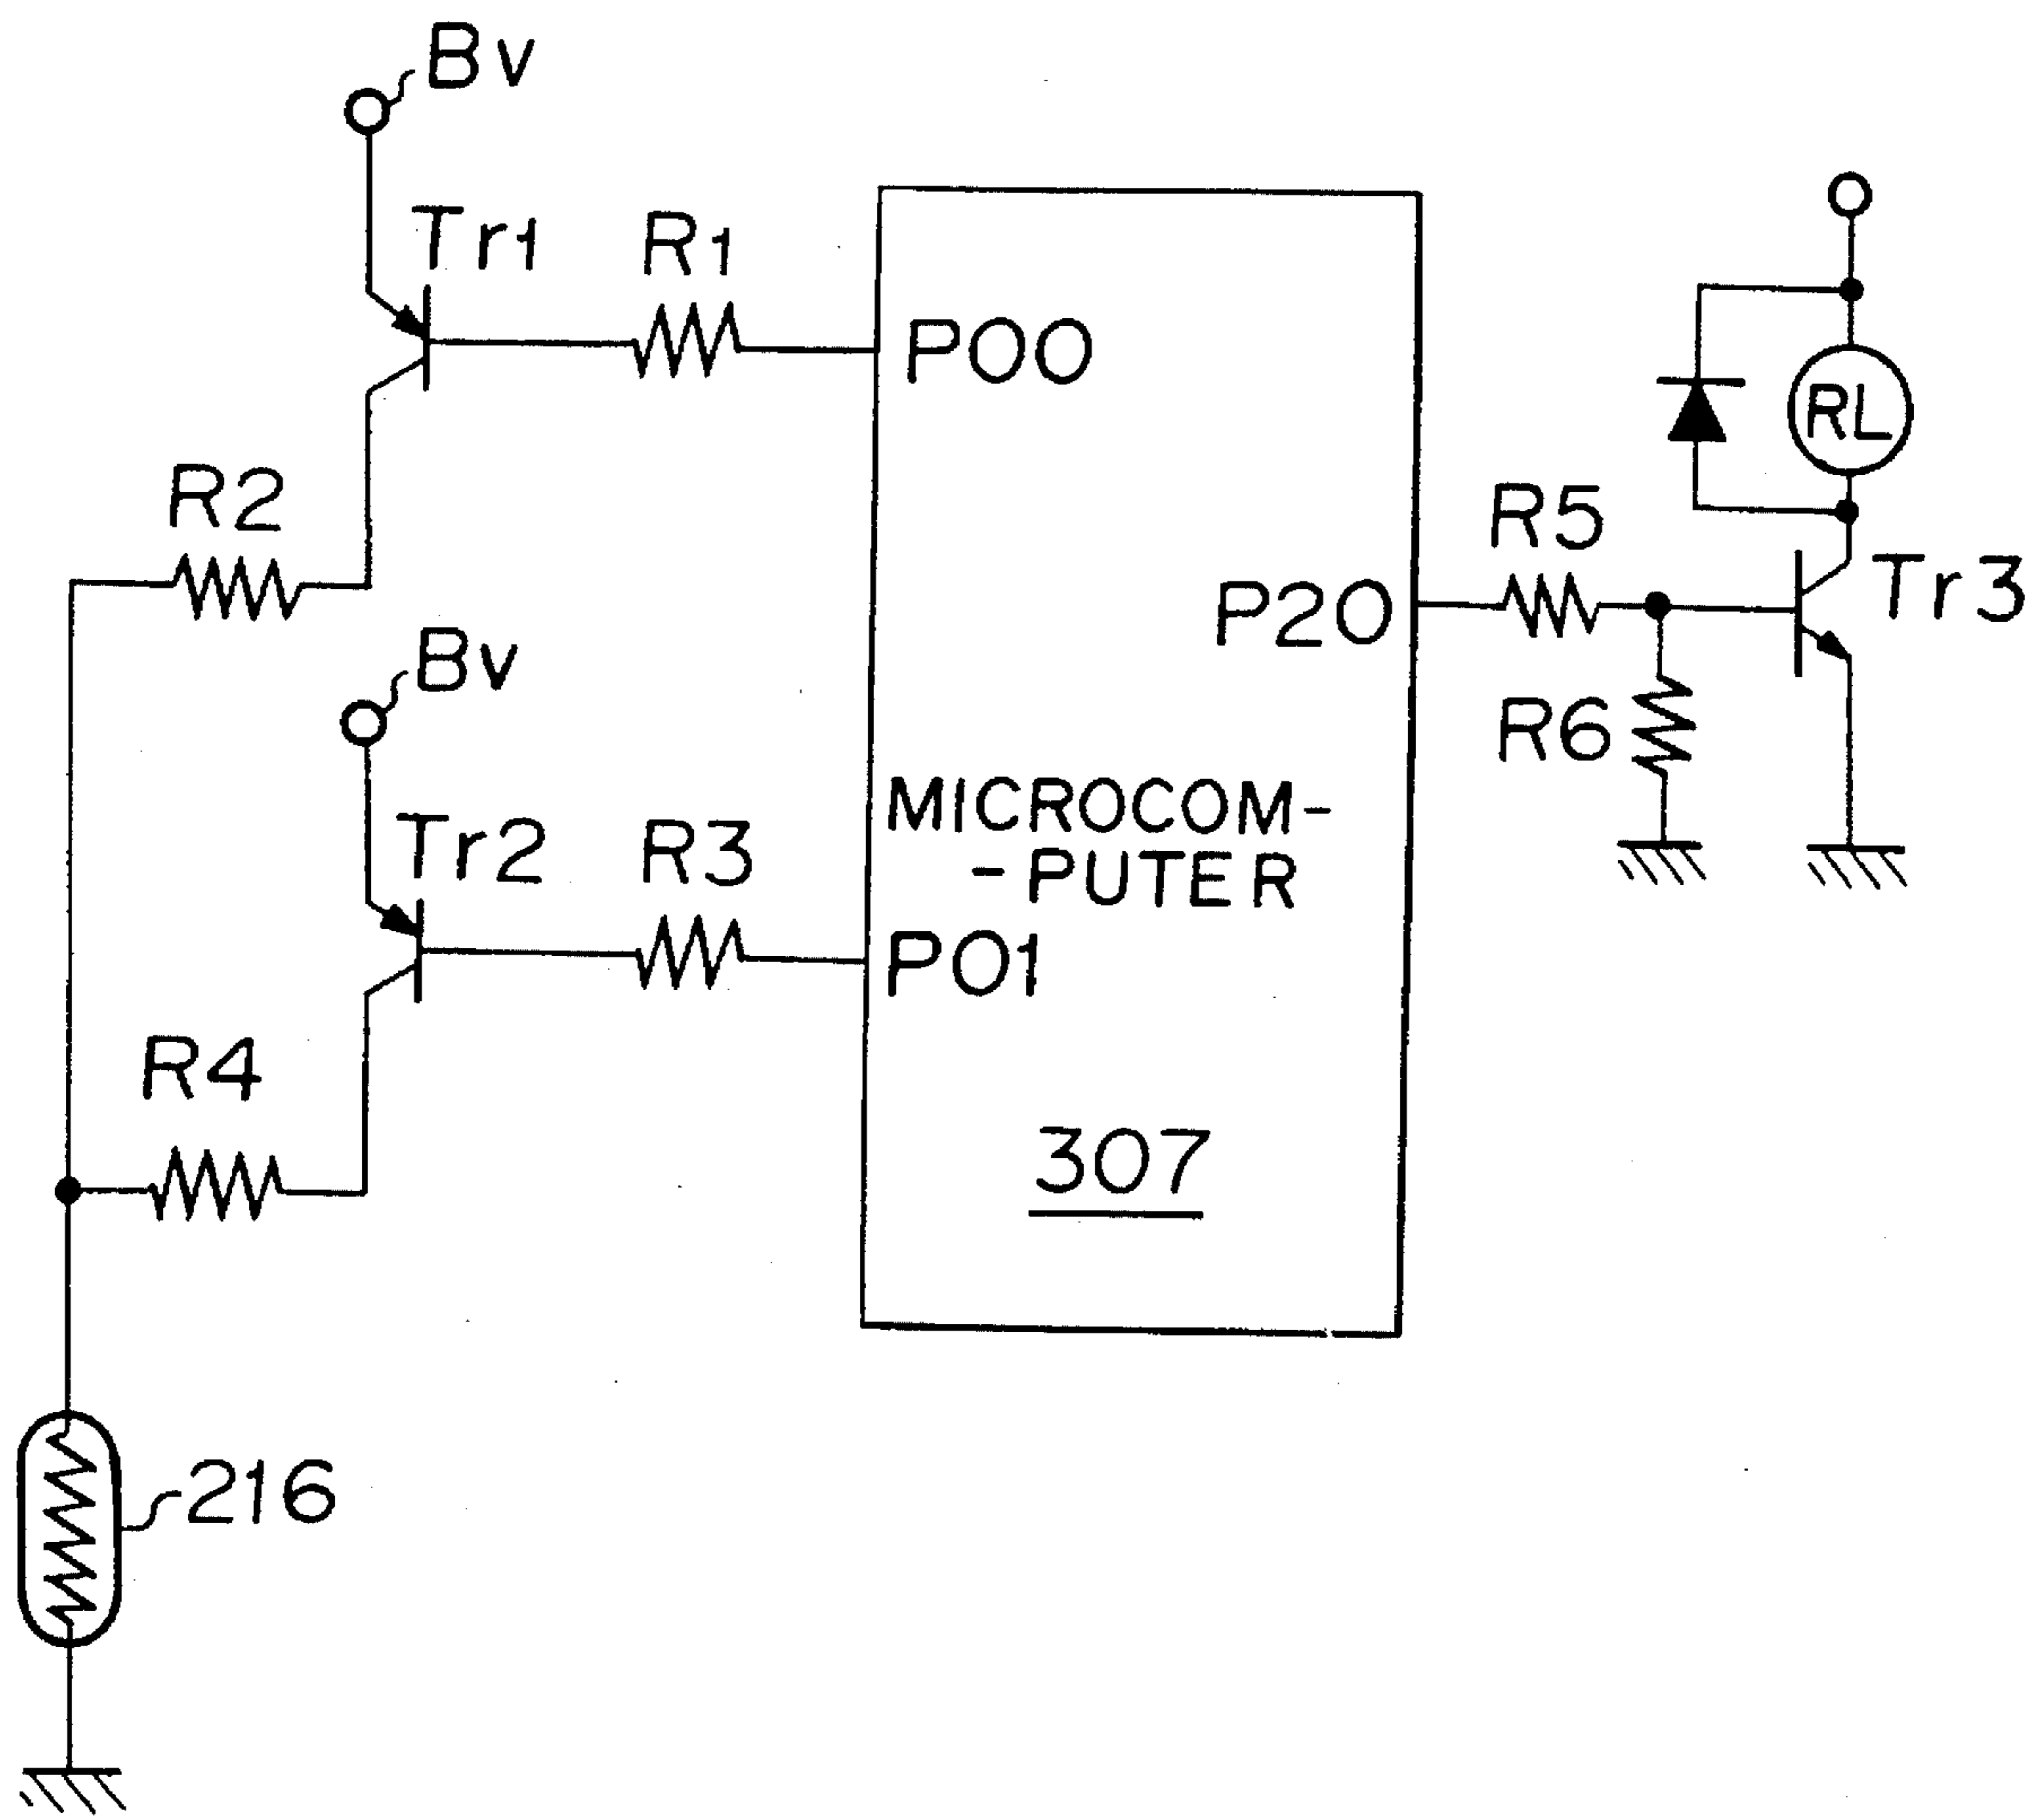 Bv
Tr1
R1
P00
R2
Bv
RL
R5
P20
Tr3
R6
MICROCOM-
-PUTER
Tr2
R3
P01
R4
307
216